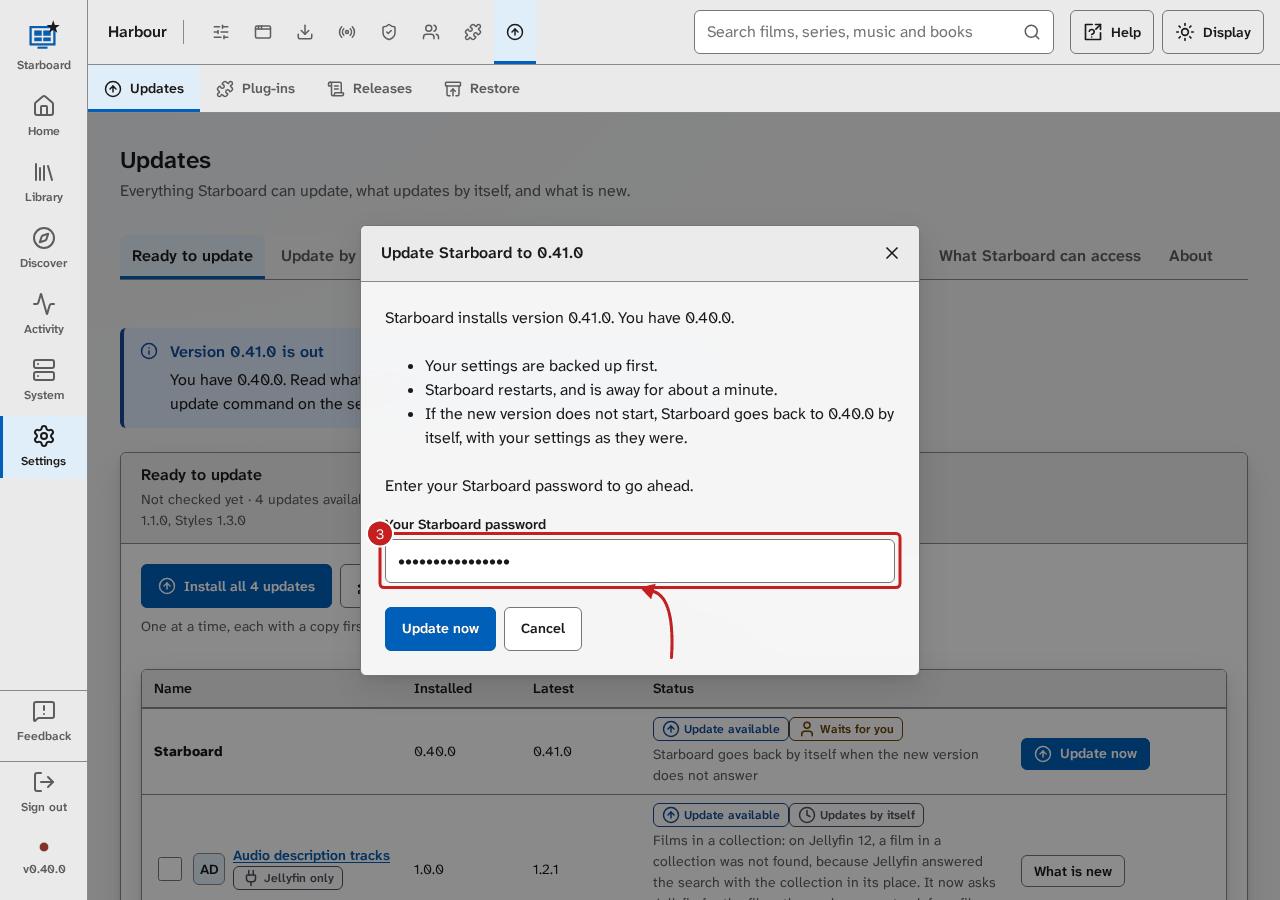 Starboard
Home
Library
Discover
Activity
System
Settings
Feedback
Sign out
v0.40.0
Harbour
Search films, series, music and books
Help
Display
Updates
Plug-ins
Releases
Restore
Updates
Everything Starboard can update, what updates by itself, and what is new.
Ready to update
Update by
What Starboard can access
About
Version 0.41.0 is out
You have 0.40.0. Read what
update command on the se
Ready to update
Not checked yet · 4 updates availab
1.1.0, Styles 1.3.0
Install all 4 updates
One at a time, each with a copy firs
Update Starboard to 0.41.0
Starboard installs version 0.41.0. You have 0.40.0.
• Your settings are backed up first.
• Starboard restarts, and is away for about a minute.
• If the new version does not start, Starboard goes back to 0.40.0 by
itself, with your settings as they were.
Enter your Starboard password to go ahead.
Your Starboard password
3
••••••••••••••••
Update now
Cancel
Name Installed Latest Status
Starboard 0.40.0 0.41.0 Update available Waits for you
Starboard goes back by itself when the new version
does not answer
Update now
AD Audio description tracks
Jellyfin only
1.0.0 1.2.1 Update available Updates by itself
Films in a collection: on Jellyfin 12, a film in a
collection was not found, because Jellyfin answered
the search with the collection in its place. It now asks
What is new